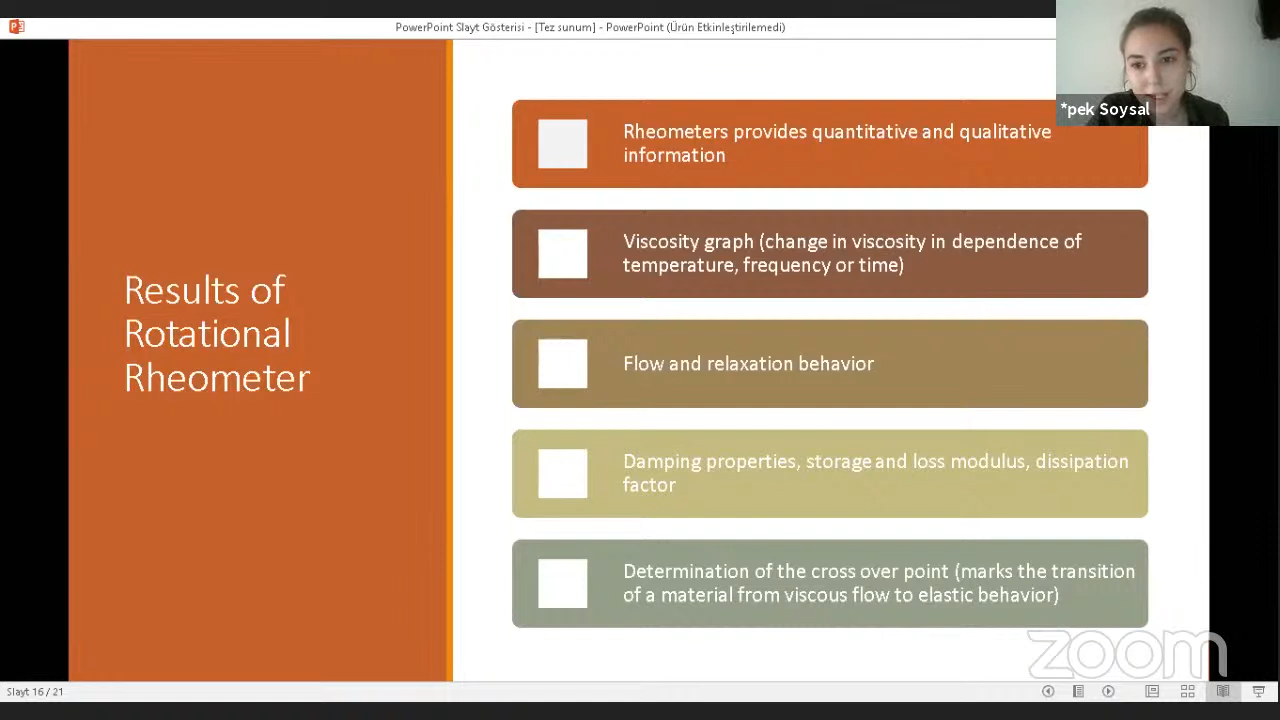 PowerPoint Slayt Gösterisi - [Tez sunum] - PowerPoint (Ürün Etkinleştirilemedi)
*pek Soysal
Results of
Rotational
Rheometer
Rheometers provides quantitative and qualitative
information
Viscosity graph (change in viscosity in dependence of
temperature, frequency or time)
Flow and relaxation behavior
Damping properties, storage and loss modulus, dissipation
factor
Determination of the cross over point (marks the transition
of a material from viscous flow to elastic behavior)
zoom
Slayt 16 / 21